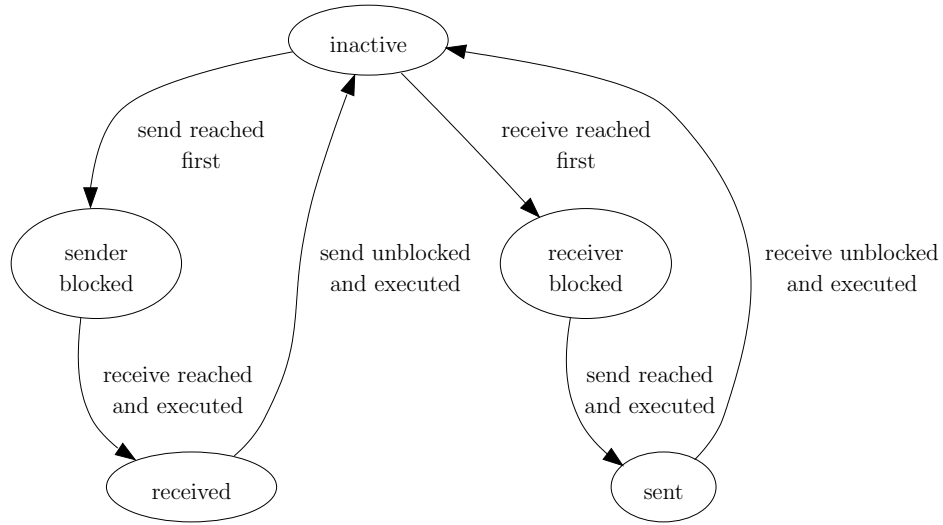 inactive
send reached
first
receive reached
first
sender
blocked
send unblocked
and executed
receiver
blocked
receive unblocked
and executed
receive reached
and executed
send reached
and executed
received
sent